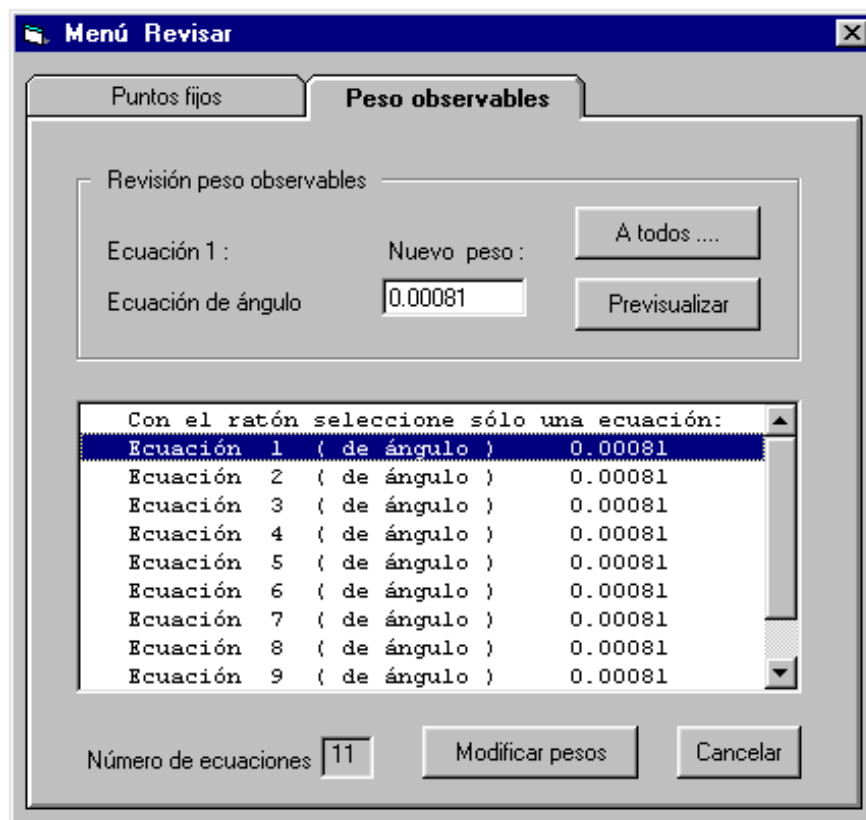 Menú Revisar
Puntos fijos
Peso observables
Revisión peso observables
A todos ....
Ecuación 1 :
Nuevo peso :
Ecuación de ángulo
0.00081
Previsualizar
Con el ratón seleccione sólo una ecuación:
Ecuación 1 ( de ángulo ) 0.00081
Ecuación 2 ( de ángulo ) 0.00081
Ecuación 3 ( de ángulo ) 0.00081
Ecuación 4 ( de ángulo ) 0.00081
Ecuación 5 ( de ángulo ) 0.00081
Ecuación 6 ( de ángulo ) 0.00081
Ecuación 7 ( de ángulo ) 0.00081
Ecuación 8 ( de ángulo ) 0.00081
Ecuación 9 ( de ángulo ) 0.00081
Número de ecuaciones 11
Modificar pesos
Cancelar